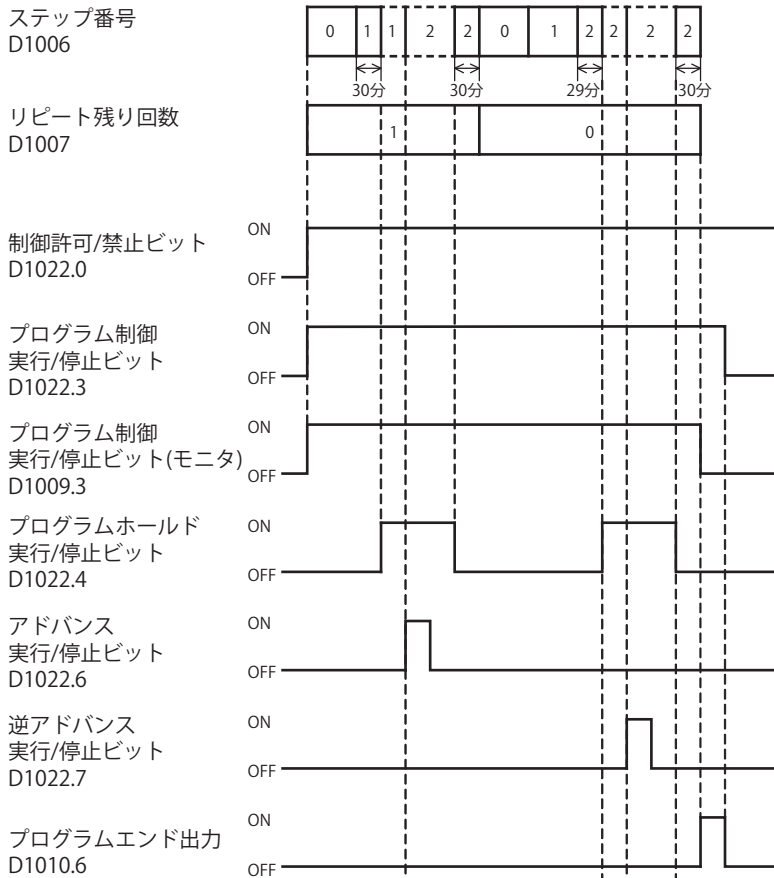 ステップ番号
D1006
0 1 1 2 2 0 1 2 2 2 2
30分 30分 29分 30分
リピート残り回数
D1007
1 0
制御許可/禁止ビット
D1022.0
ON
OFF
プログラム制御
実行/停止ビット
D1022.3
ON
OFF
プログラム制御
実行/停止ビット(モニタ)
D1009.3
ON
OFF
プログラムホールド
実行/停止ビット
D1022.4
ON
OFF
アドバンス
実行/停止ビット
D1022.6
ON
OFF
逆アドバンス
実行/停止ビット
D1022.7
ON
OFF
プログラムエンド出力
D1010.6
ON
OFF